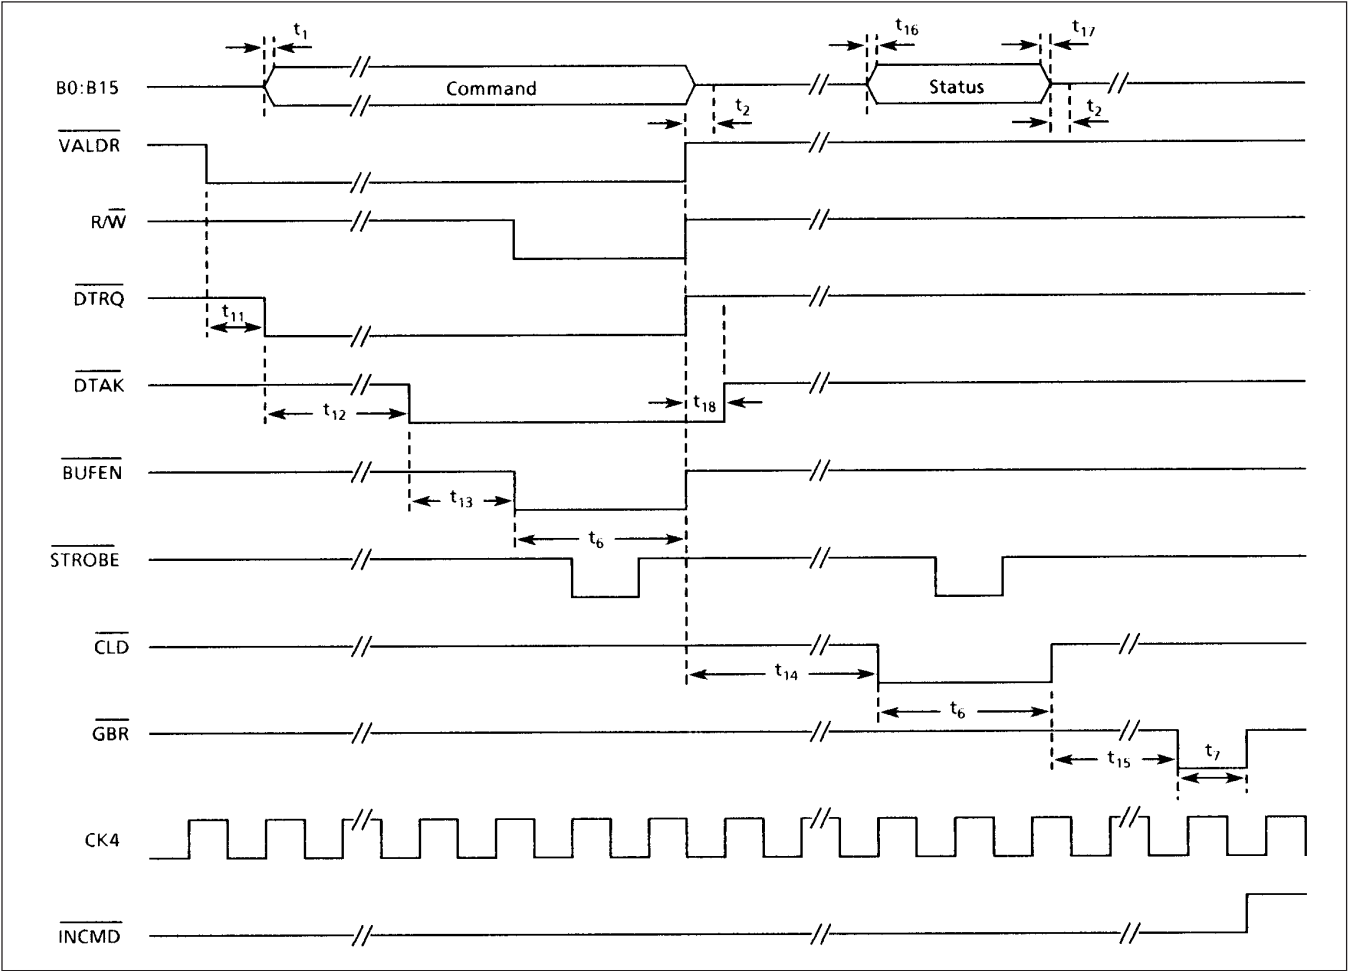 t1
t16
t17
B0:B15
Command
Status
t2
t2
VALDR
R/W
DTRQ
t11
DTAK
t12
t18
BUFEN
t13
t6
STROBE
CLD
t14
t6
GBR
t15
t7
CK4
INCMD